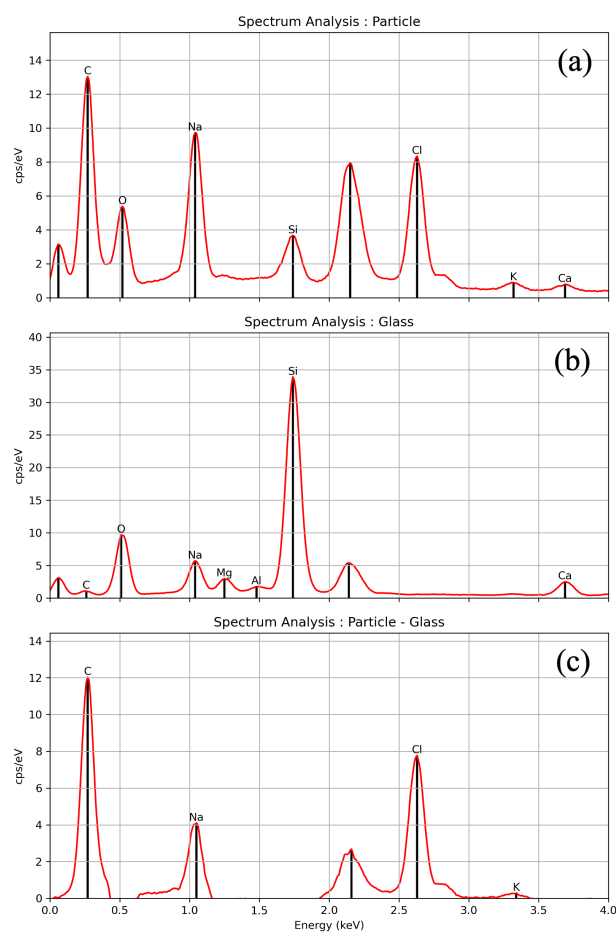 Spectrum Analysis : Particle
(a)
14
12
10
8
6
4
2
0
cps/eV
C
O
Na
Si
Cl
K
Ca
Spectrum Analysis : Glass
(b)
40
35
30
25
20
15
10
5
0
cps/eV
C
O
Na
Mg
Al
Si
Ca
Spectrum Analysis : Particle - Glass
(c)
14
12
10
8
6
4
2
0
cps/eV
C
Na
Cl
K
0.0 0.5 1.0 1.5 2.0 2.5 3.0 3.5 4.0
Energy (keV)